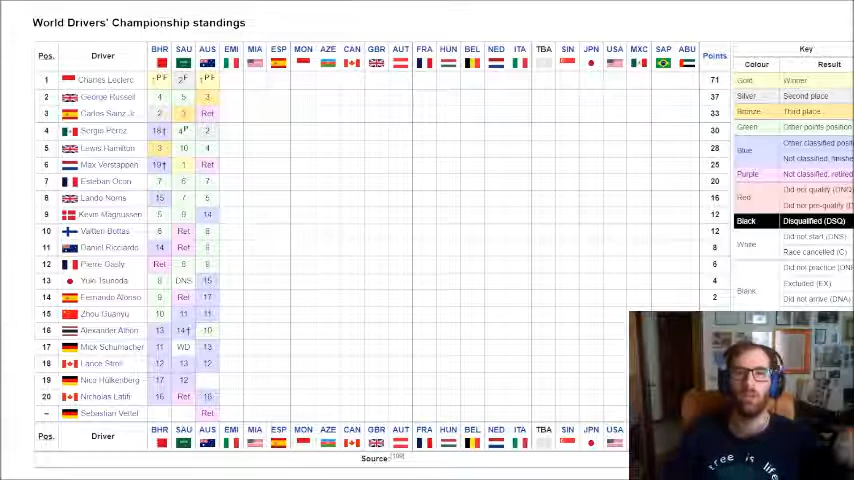 World Drivers' Championship standings
Pos. Driver BHR SAU AUS EMI MIA ESP MON AZE CAN GBR AUT FRA HUN BEL NED ITA TBA SIN JPN USA MXC SAP ABU Points
1 Charles Leclerc 1PF 2F 1PF 71
2 George Russell 4 5 3 37
3 Carlos Sainz Jr. 2 3 Ret 33
4 Sergio Pérez 18† 4P 2 30
5 Lewis Hamilton 3 10 4 28
6 Max Verstappen 19† 1 Ret 25
7 Esteban Ocon 7 6 7 20
8 Lando Norris 15 7 5 16
9 Kevin Magnussen 5 9 14 12
10 Valtteri Bottas 6 Ret 8 12
11 Daniel Ricciardo 14 Ret 6 8
12 Pierre Gasly Ret 8 9 6
13 Yuki Tsunoda 8 DNS 15 4
14 Fernando Alonso 9 Ret 17 2
15 Zhou Guanyu 10 11 11
16 Alexander Albon 13 14† 10
17 Mick Schumacher 11 WD 13
18 Lance Stroll 12 13 12
19 Nico Hülkenberg 17 12
20 Nicholas Latifi 16 Ret 16
– Sebastian Vettel Ret
Pos. Driver BHR SAU AUS EMI MIA ESP MON AZE CAN GBR AUT FRA HUN BEL NED ITA TBA SIN JPN USA
Source:[109]
Key
Colour Result
Gold Winner
Silver Second place
Bronze Third place
Green Other points position
Blue Other classified posit
Not classified, finishe
Purple Not classified, retired
Red Did not qualify (DNQ
Did not pre-qualify (D
Black Disqualified (DSQ)
White Did not start (DNS)
Race cancelled (C)
Blank Did not practice (DN
Excluded (EX)
Did not arrive (DNA)
tree is life